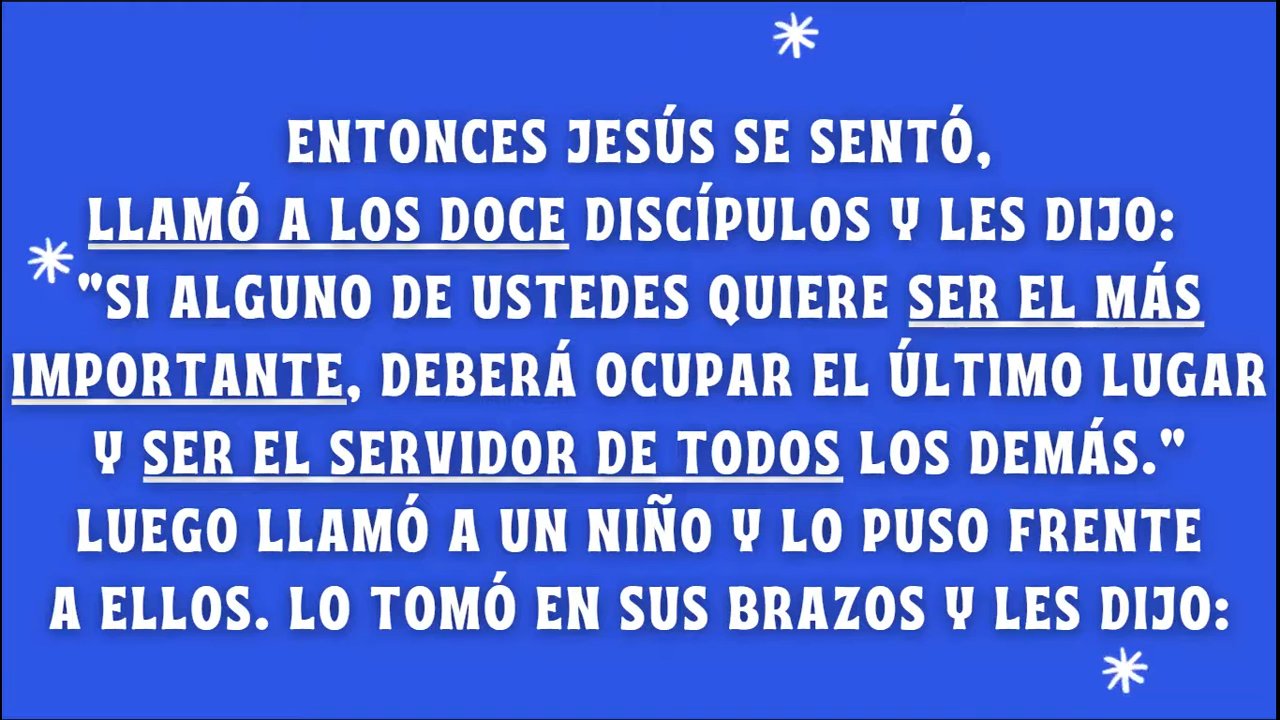 ENTONCES JESÚS SE SENTÓ,
LLAMÓ A LOS DOCE DISCÍPULOS Y LES DIJO:
"SI ALGUNO DE USTEDES QUIERE SER EL MÁS
IMPORTANTE, DEBERÁ OCUPAR EL ÚLTIMO LUGAR
Y SER EL SERVIDOR DE TODOS LOS DEMÁS."
LUEGO LLAMÓ A UN NIÑO Y LO PUSO FRENTE
A ELLOS. LO TOMÓ EN SUS BRAZOS Y LES DIJO: